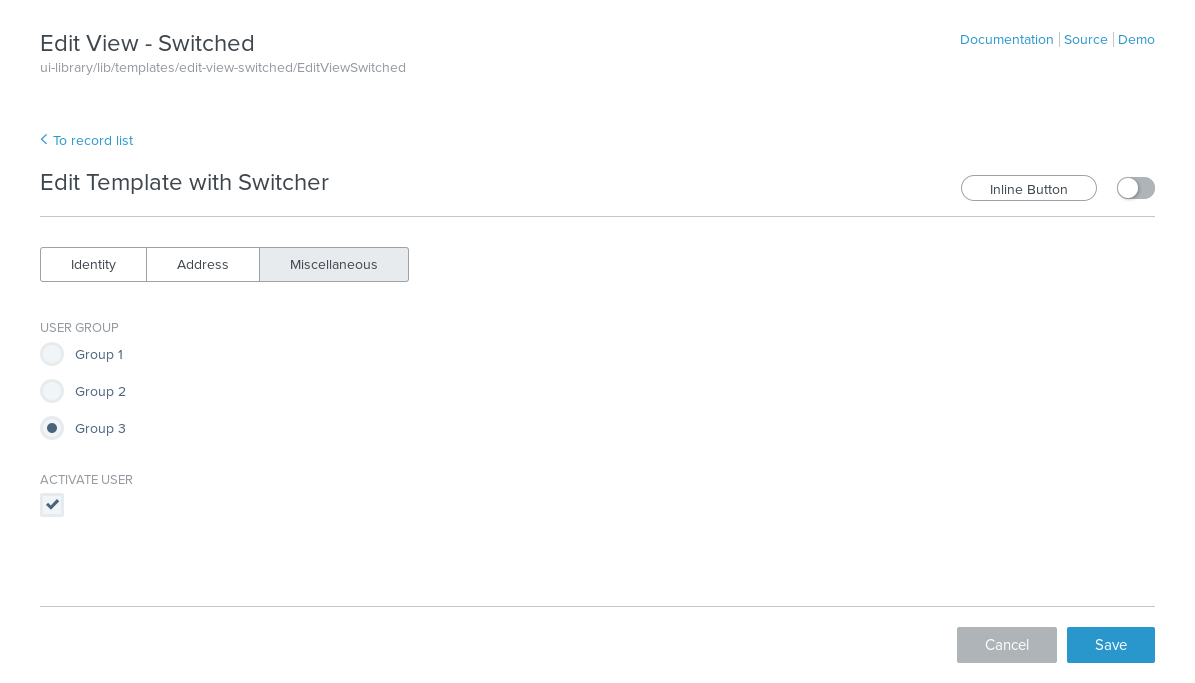 Edit View - Switched
Documentation
Source
Demo
ui-library/lib/templates/edit-view-switched/EditViewSwitched
To record list
Edit Template with Switcher
Inline Button
Identity
Address
Miscellaneous
USER GROUP
Group 1
Group 2
Group 3
ACTIVATE USER
Cancel
Save